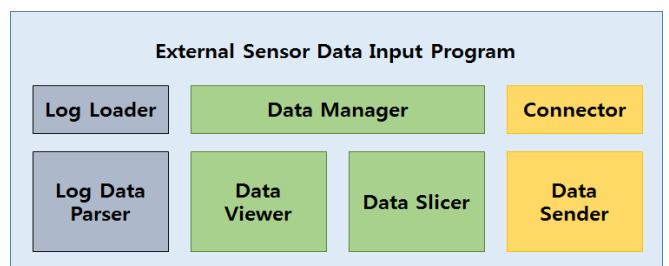 External Sensor Data Input Program
Log Loader
Data Manager
Connector
Log Data
Parser
Data
Viewer
Data Slicer
Data
Sender